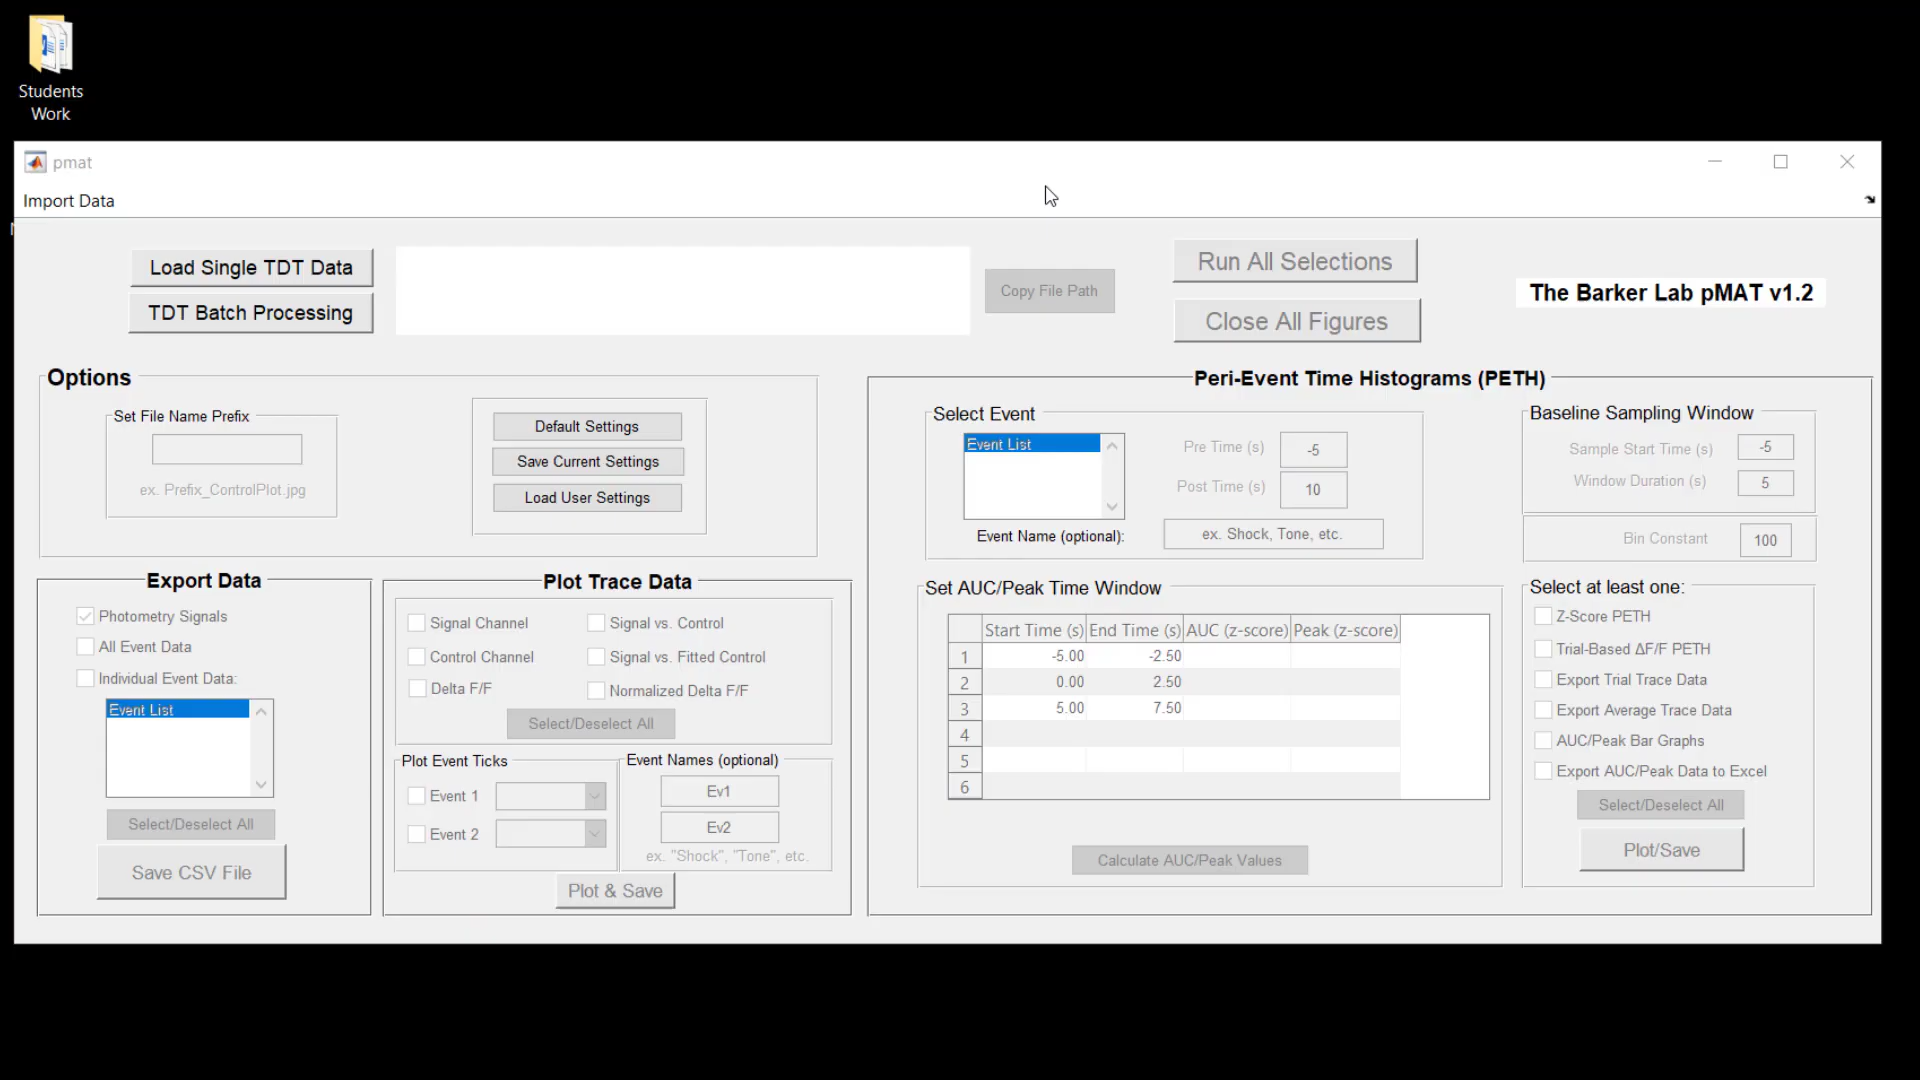 Students
Work
pmat
Import Data
Load Single TDT Data
TDT Batch Processing
Copy File Path
Run All Selections
Close All Figures
The Barker Lab pMAT v1.2
Options
Set File Name Prefix
ex. Prefix_ControlPlot.jpg
Default Settings
Save Current Settings
Load User Settings
Export Data
Photometry Signals
All Event Data
Individual Event Data:
Event List
Select/Deselect All
Save CSV File
Plot Trace Data
Signal Channel
Signal vs. Control
Control Channel
Signal vs. Fitted Control
Delta F/F
Normalized Delta F/F
Select/Deselect All
Plot Event Ticks
Event 1
Event 2
Event Names (optional)
Ev1
Ev2
ex. "Shock", "Tone", etc.
Plot & Save
Peri-Event Time Histograms (PETH)
Select Event
Event List
Pre Time (s) -5
Post Time (s) 10
Event Name (optional): ex. Shock, Tone, etc.
Baseline Sampling Window
Sample Start Time (s) -5
Window Duration (s) 5
Bin Constant 100
Set AUC/Peak Time Window
Start Time (s) End Time (s) AUC (z-score) Peak (z-score)
1 -5.00 -2.50
2 0.00 2.50
3 5.00 7.50
4
5
6
Calculate AUC/Peak Values
Select at least one:
Z-Score PETH
Trial-Based ΔF/F PETH
Export Trial Trace Data
Export Average Trace Data
AUC/Peak Bar Graphs
Export AUC/Peak Data to Excel
Select/Deselect All
Plot/Save